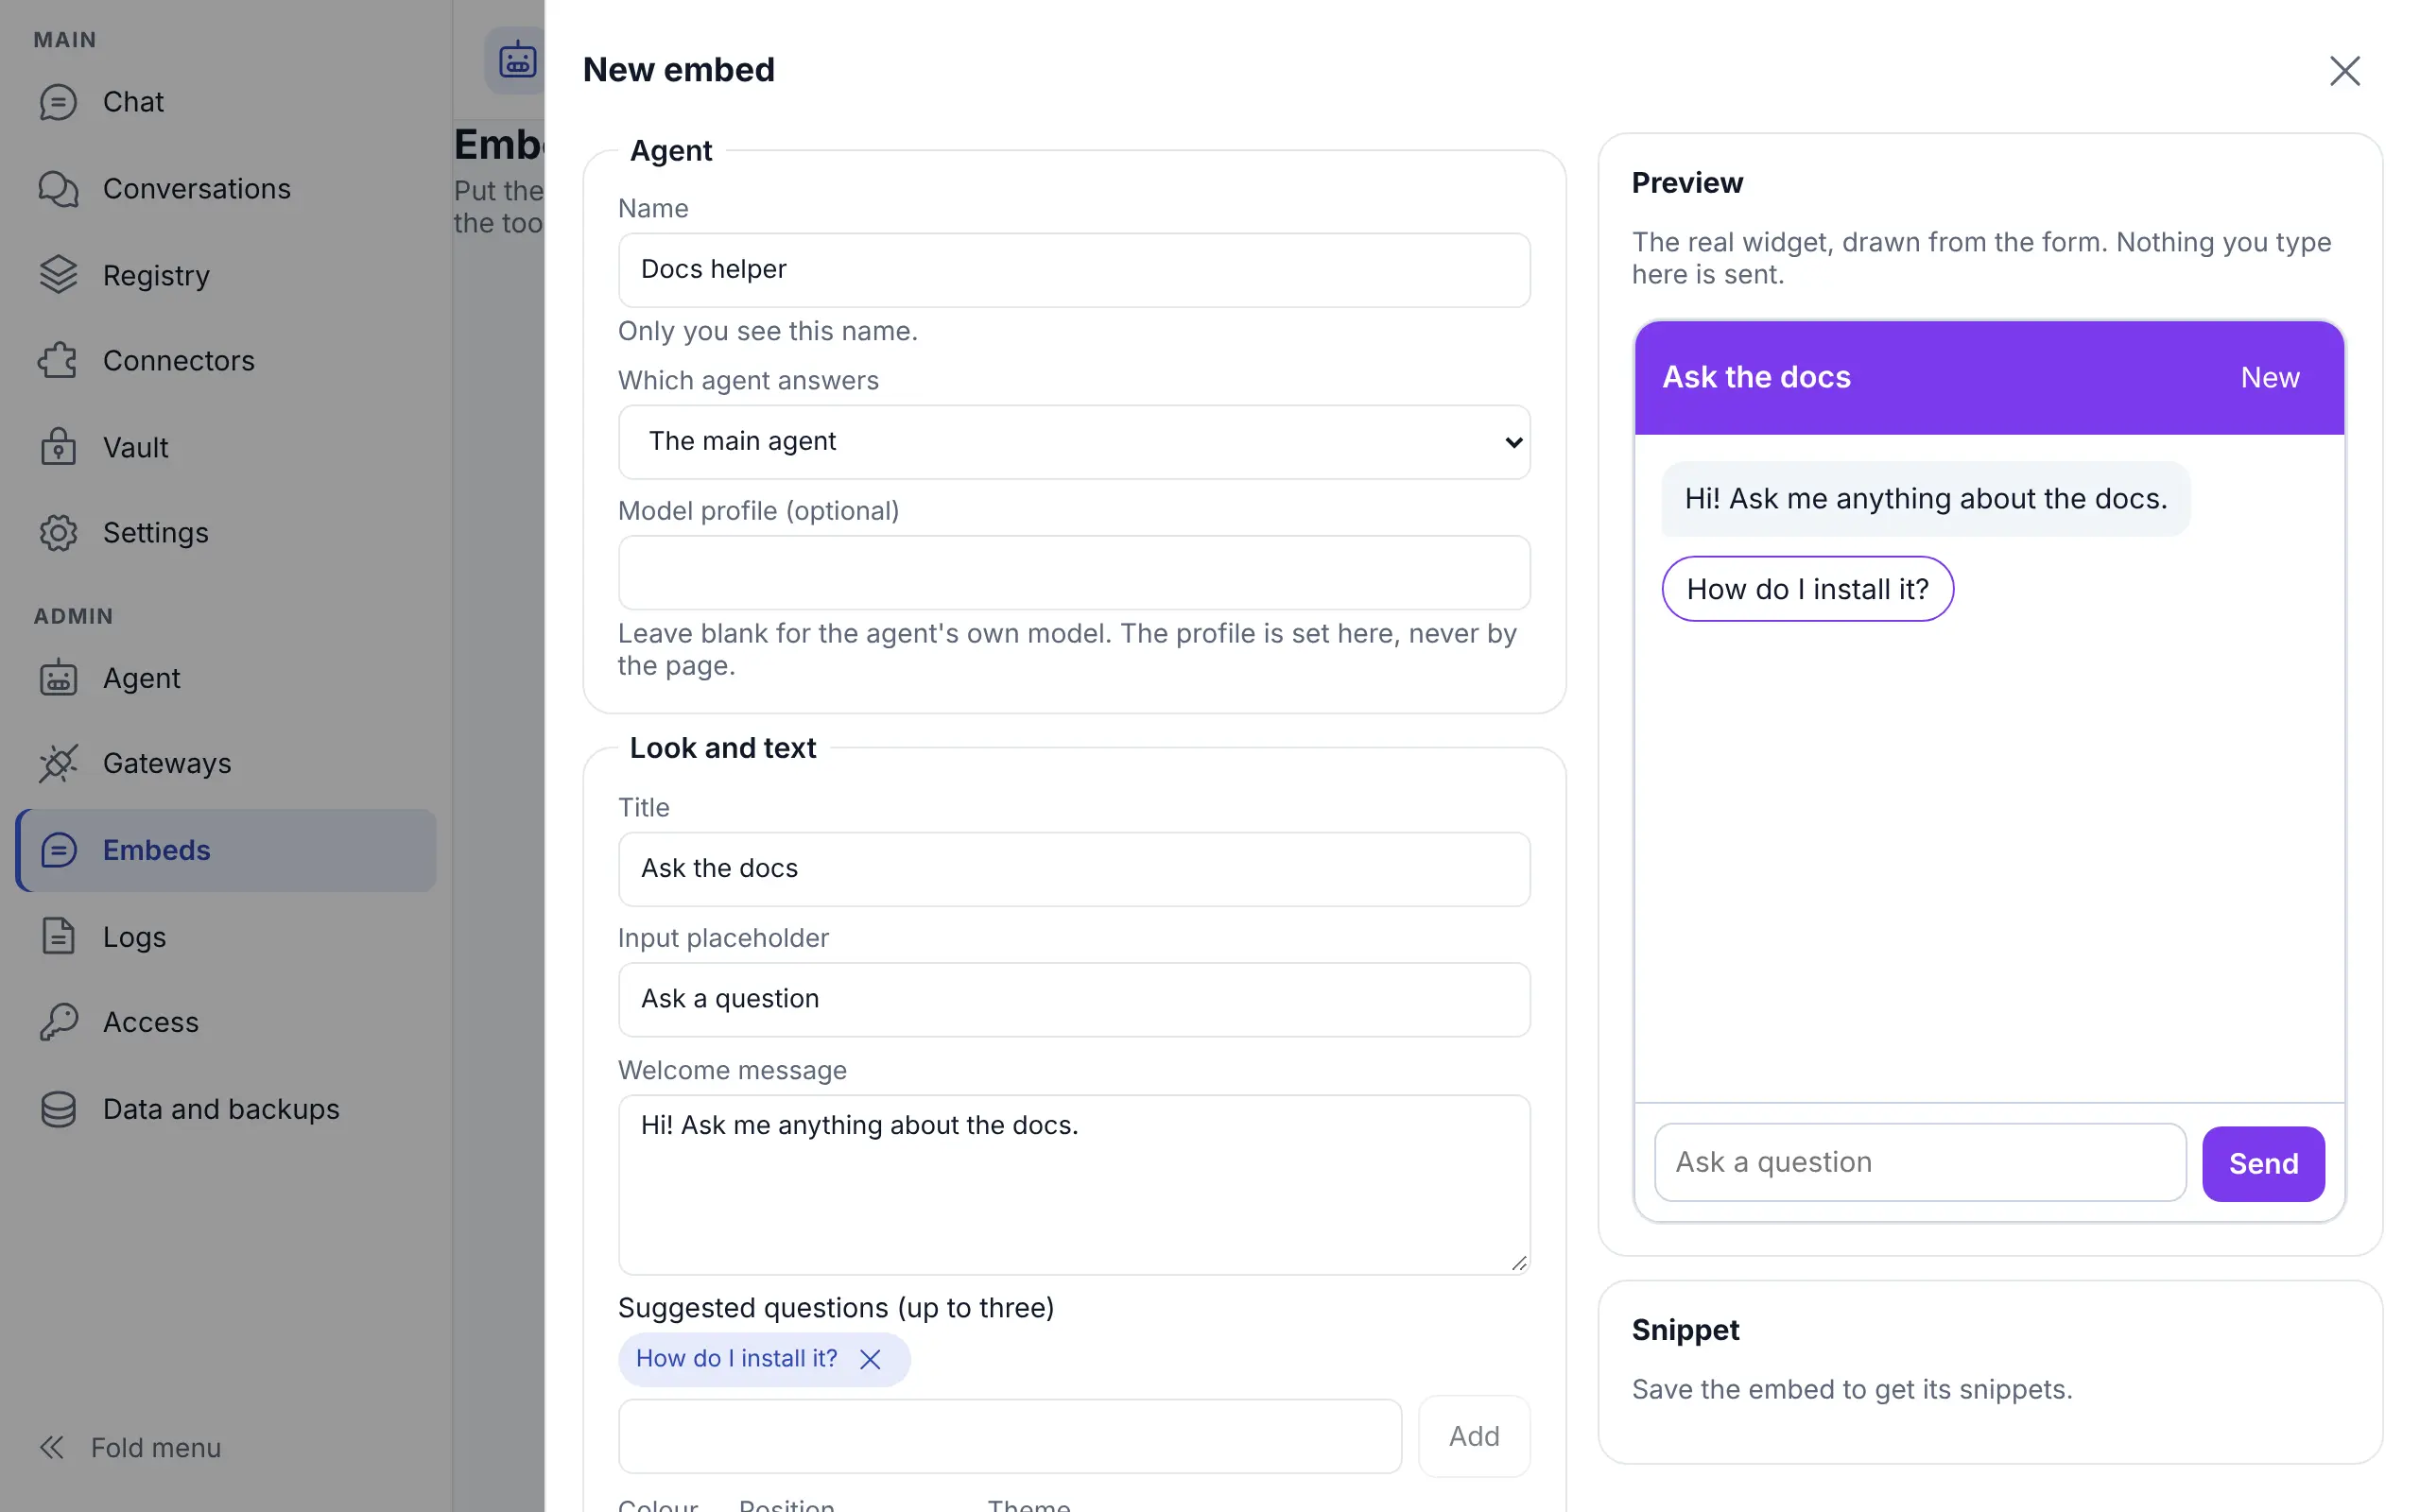 MAIN
Chat
Conversations
Registry
Connectors
Vault
Settings
ADMIN
Agent
Gateways
Embeds
Logs
Access
Data and backups
Fold menu
Put the
the too
New embed
Agent
Name
Docs helper
Only you see this name.
Which agent answers
The main agent
Model profile (optional)
Leave blank for the agent's own model. The profile is set here, never by
the page.
Look and text
Title
Ask the docs
Input placeholder
Ask a question
Welcome message
Hi! Ask me anything about the docs.
Suggested questions (up to three)
How do I install it?
Add
Colour Position Theme
Preview
The real widget, drawn from the form. Nothing you type
here is sent.
Ask the docs New
Hi! Ask me anything about the docs.
How do I install it?
Ask a question Send
Snippet
Save the embed to get its snippets.